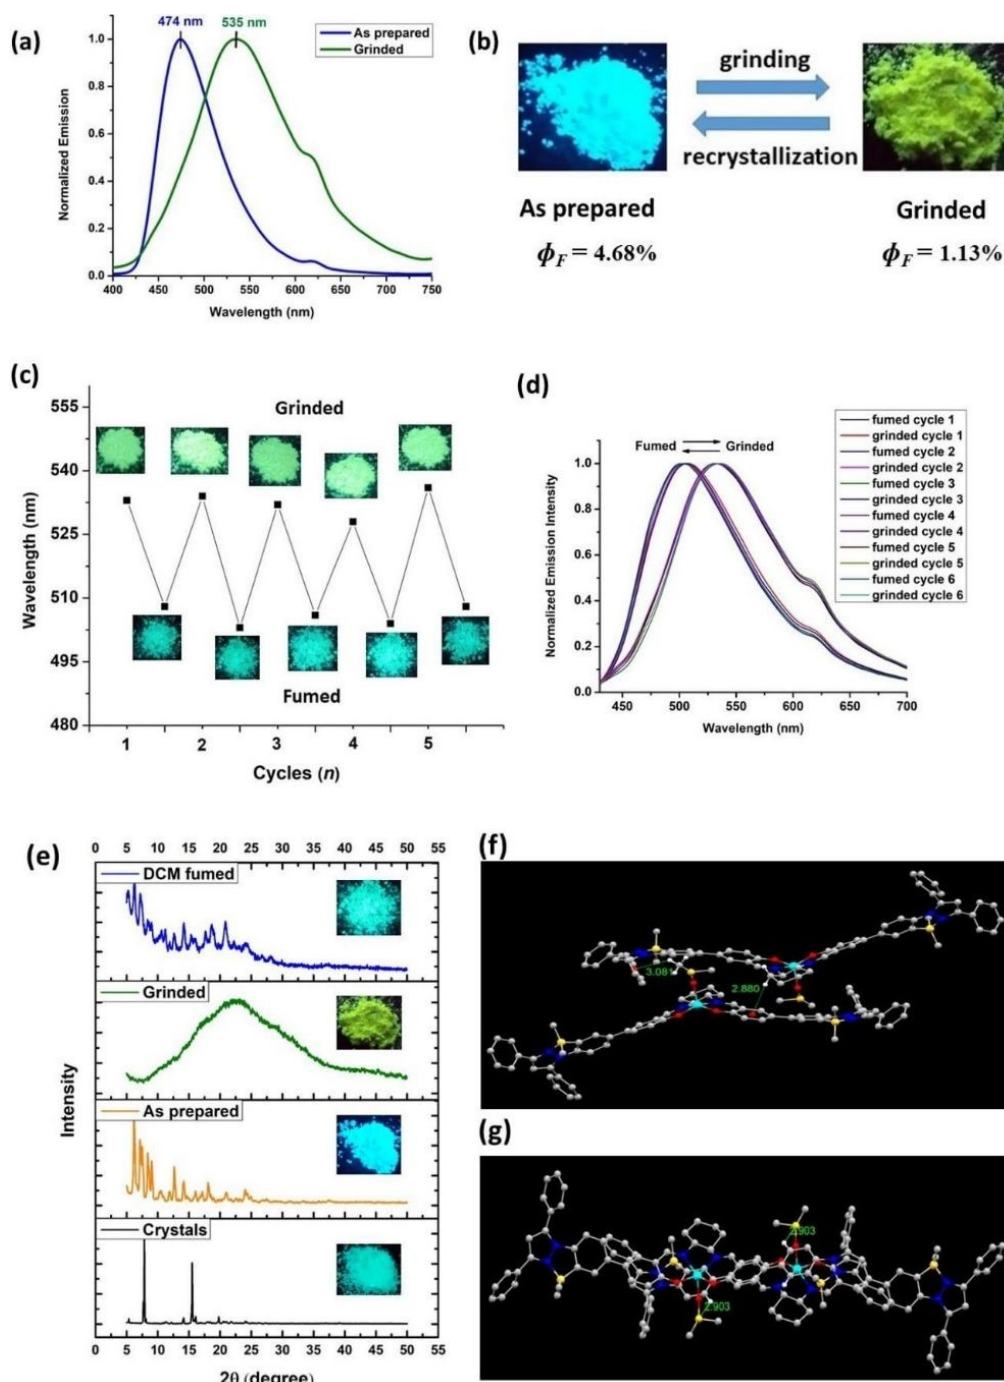 (a)
474 nm 535 nm
As prepared
Grinded
Normalized Emission
1.0
0.8
0.6
0.4
0.2
0.0
400 450 500 550 600 650 700 750
Wavelength (nm)
(b)
grinding
recrystallization
As prepared Grinded
ϕF = 4.68% ϕF = 1.13%
(c)
Grinded
Wavelength (nm)
555
540
525
510
495
480
Fumed
1 2 3 4 5
Cycles (n)
(d)
Fumed Grinded
fumed cycle 1
grinded cycle 1
fumed cycle 2
grinded cycle 2
fumed cycle 3
grinded cycle 3
fumed cycle 4
grinded cycle 4
fumed cycle 5
grinded cycle 5
fumed cycle 6
grinded cycle 6
Normalized Emission Intensity
1.0
0.8
0.6
0.4
0.2
0.0
450 500 550 600 650 700
Wavelength (nm)
(e)
0 5 10 15 20 25 30 35 40 45 50 55
DCM fumed
Grinded
As prepared
Crystals
Intensity
0 5 10 15 20 25 30 35 40 45 50 55
2θ (degree)
(f)
3.081
2.880
(g)
2.903
2.903